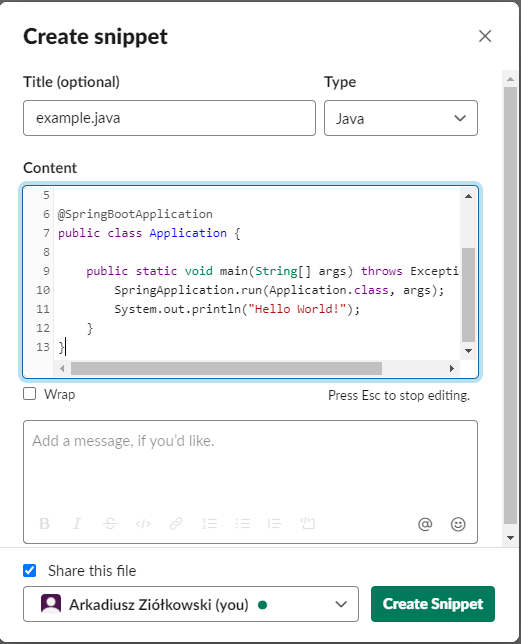 Create snippet
Title (optional) Type
example.java Java
Content
5
6 @SpringBootApplication
7 public class Application {
8
9     public static void main(String[] args) throws Excepti
10         SpringApplication.run(Application.class, args);
11         System.out.println("Hello World!");
12     }
13 }
Wrap Press Esc to stop editing.
Add a message, if you'd like.
Share this file
Arkadiusz Ziółkowski (you)
Create Snippet